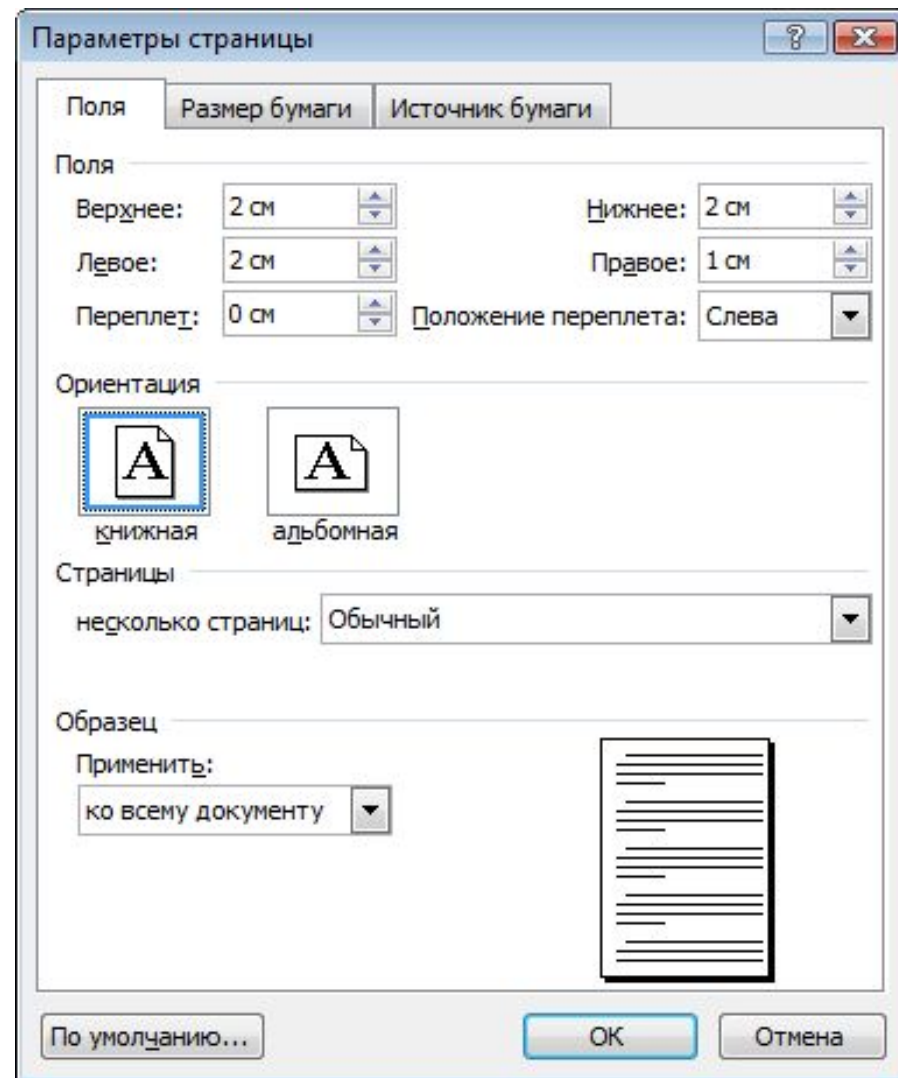 Параметры страницы
Поля Размер бумаги Источник бумаги
Поля
Верхнее: 2 см Нижнее: 2 см
Левое: 2 см Правое: 1 см
Переплет: 0 см Положение переплета: Слева
Ориентация
A A
книжная альбомная
Страницы
несколько страниц: Обычный
Образец
Применить:
ко всему документу
По умолчанию... ОК Отмена